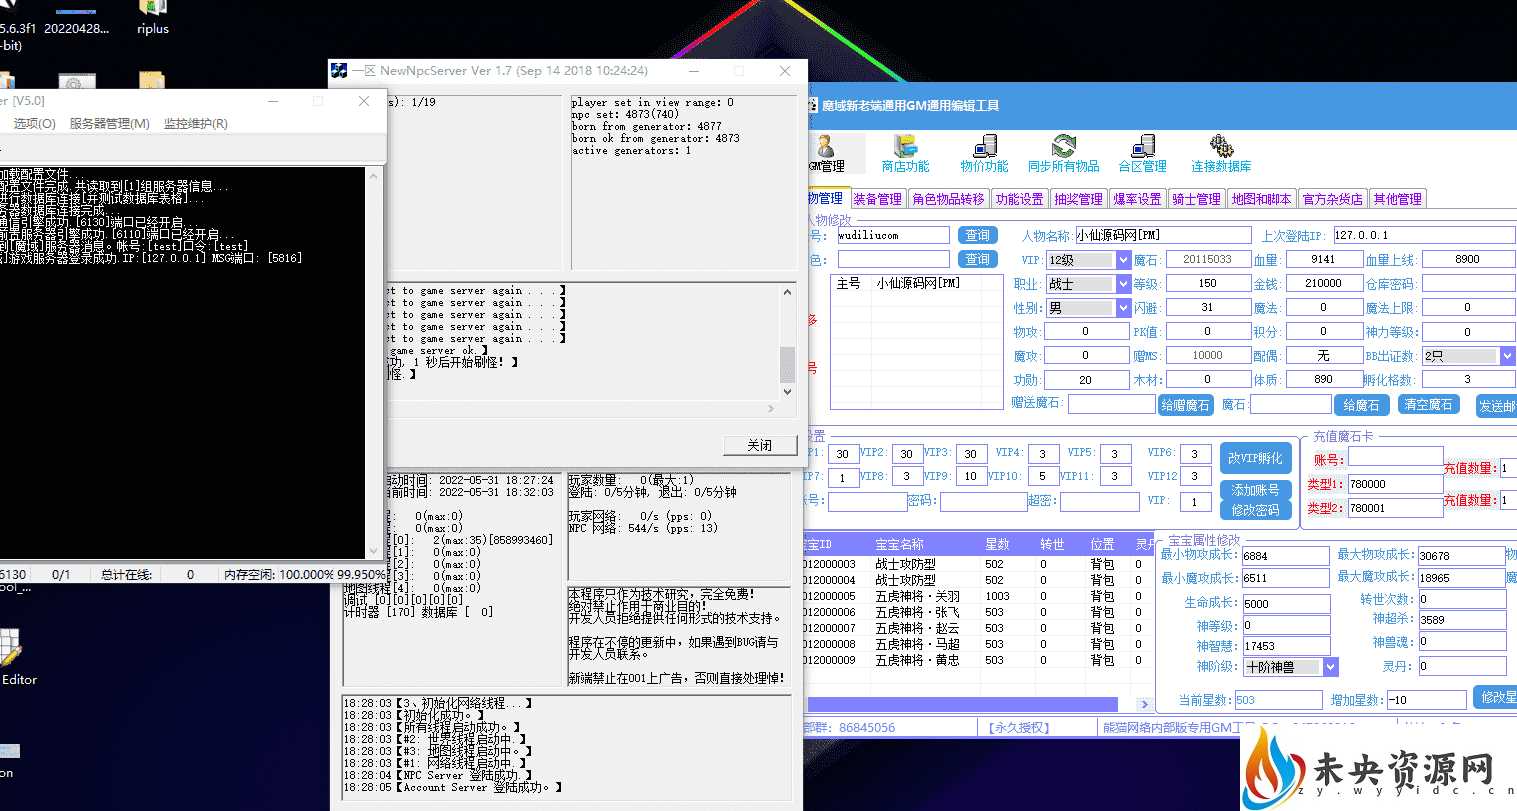 5.6.3f1
-bit)
20220428...
riplus
Editor
er [V5.0]
选项(O) 服务器管理(M) 监控维护(R)
加载配置文件...
配置文件完成.共读取到[1]组服务器信息...
进行数据库连接[并测试数据库表格]...
务器数据库连接完成...
通信引擎成功.[6130]端口已经开启...
前置服务器引擎成功.[6110]端口已经开启...
到[魔域]服务器消息。帐号:[test]口令:[test]
]游戏服务器登录成功.IP:[127.0.0.1] MSG端口: [5816]
6130 0/1 总计在线: 0 内存空闲: 100.000% 99.950%
一区 NewNpcServer Ver 1.7 (Sep 14 2018 10:24:24)
s): 1/19
player set in view range: 0
npc set: 4873(740)
born from generator: 4877
born ok from generator: 4873
active generators: 1
ct to game server again . . .】
ct to game server again . . .】
ct to game server again . . .】
ct to game server again . . .】
ct to game server again . . .】
game server ok.】
功, 1 秒后开始刷怪! 】
怪.】
关闭
启动时间: 2022-05-31 18:27:24
当前时间: 2022-05-31 18:32:03
程: 0(max:0)
0(max:0)
[0]: 2(max:35)[858993460]
[1]: 0(max:0)
[2]: 0(max:0)
[3]: 0(max:0)
地图线程[4]: 0(max:0)
调试 [0][0][0][0][0]
计时器 [170] 数据库 [ 0]
玩家数量: 0(最大:1)
登陆: 0/5分钟, 退出: 0/5分钟
玩家网络: 0/s (pps: 0)
NPC 网络: 544/s (pps: 13)
本程序只作为技术研究，完全免费!
绝对禁止作用于商业目的!
开发人员拒绝提供任何形式的技术支持。
程序在不停的更新中，如果遇到BUG请与
开发人员联系。
新端禁止在001上广告，否则直接处理悼!
18:28:03【3、初始化网络线程...】
18:28:03【初始化成功。】
18:28:03【所有线程启动成功。】
18:28:03【#2: 世界线程启动中.】
18:28:03【#3: 地图线程启动中。】
18:28:03【#1: 网络线程启动中.】
18:28:04【NPC Server 登陆成功.】
18:28:05【Account Server 登陆成功。】
魔域新老端通用GM通用编辑工具
GM管理 商店功能 物价功能 同步所有物品 合区管理 连接数据库
物管理 装备管理 角色物品转移 功能设置 抽奖管理 爆率设置 骑士管理 地图和脚本 官方杂货店 其他管理
人物修改
号: wudiliucom 查询 人物名称: 小仙源码网[PM] 上次登陆IP: 127.0.0.1
色: 查询 VIP: 12级 魔石: 20115033 血量: 9141 血量上线: 8900
主号 小仙源码网[PM]
职业: 战士 等级: 150 金钱: 210000 仓库密码:
性别: 男 闪避: 31 魔法: 0 魔法上限: 0
物攻: 0 PK值: 0 积分: 0 神力等级: 0
魔攻: 0 赠MS: 10000 配偶: 无 BB出证数: 2只
功勋: 20 木材: 0 体质: 890 孵化格数: 3
赠送魔石: 给赠魔石 魔石: 给魔石 清空魔石 发送邮
设置
P1: 30 VIP2: 30 VIP3: 30 VIP4: 3 VIP5: 3 VIP6: 3 改VIP孵化
P7: 1 VIP8: 3 VIP9: 10 VIP10: 5 VIP11: 3 VIP12 3
号: 密码: 超密: VIP: 1 添加账号
修改密码
充值魔石卡
账号: 充值数量: 1
类型1: 780000
类型2: 780001 充值数量: 1
宝ID 宝宝名称 星数 转世 位置 灵丹
012000003 战士攻防型 502 0 背包 0
012000004 战士攻防型 502 0 背包 0
012000005 五虎神将·关羽 1003 0 背包 0
012000006 五虎神将·张飞 503 0 背包 0
012000007 五虎神将·赵云 503 0 背包 0
012000008 五虎神将·马超 503 0 背包 0
012000009 五虎神将·黄忠 503 0 背包 0
宝宝属性修改
最小物攻成长: 6884 最大物攻成长: 30678
最小魔攻成长: 6511 最大魔攻成长: 18965
生命成长: 5000 转世次数: 0
神等级: 0 神超杀: 3589
神智慧: 17453 神兽魂: 0
神阶级: 十阶神兽 灵丹: 0
当前星数: 503 增加星数: -10 修改星
部群: 86845056 【永久授权】 熊猫网络内部版专用GM工
未央资源网
zy.wyyidc.cn